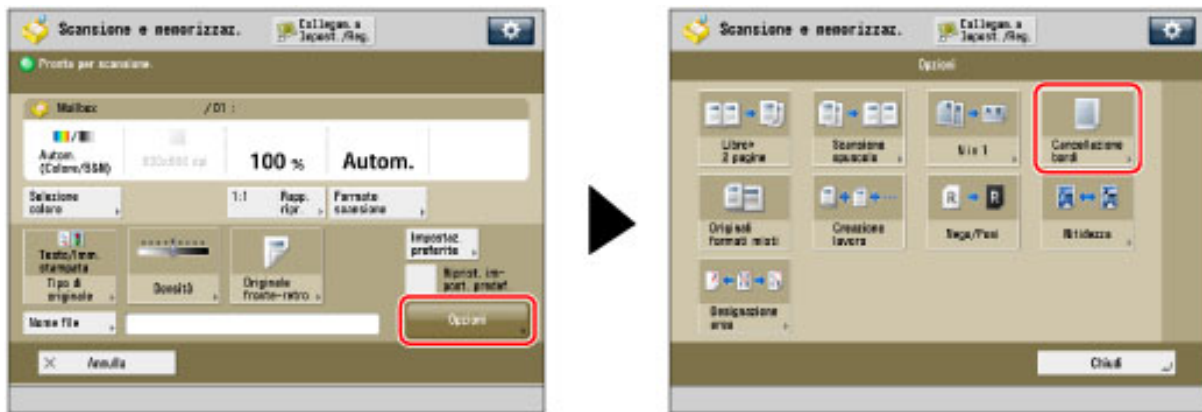 Scansione e memorizzaz.
Collegam. a
Impost./Reg.
Pronto per scansione.
Mailbox /01 :
Autom.
(Colore/B&N)
100 %
Autom.
Selezione
colore
1:1 Rapp.
ripr.
Formato
scansione
Testo/Imm.
stampata
Tipo di
originale
Densità
Originale
fronte-retro
Impostaz.
preferite
Riprist. im-
post. predef.
Nome file
Opzioni
Annulla
Scansione e memorizzaz.
Collegam. a
Impost./Reg.
Opzioni
Libro>
2 pagine
Scansione
opuscolo
N in 1
Cancellazione
bordi
Originali
formati misti
Creazione
lavoro
R R
Nega/Posi
Nitidezza
Designazione
area
Chiudi